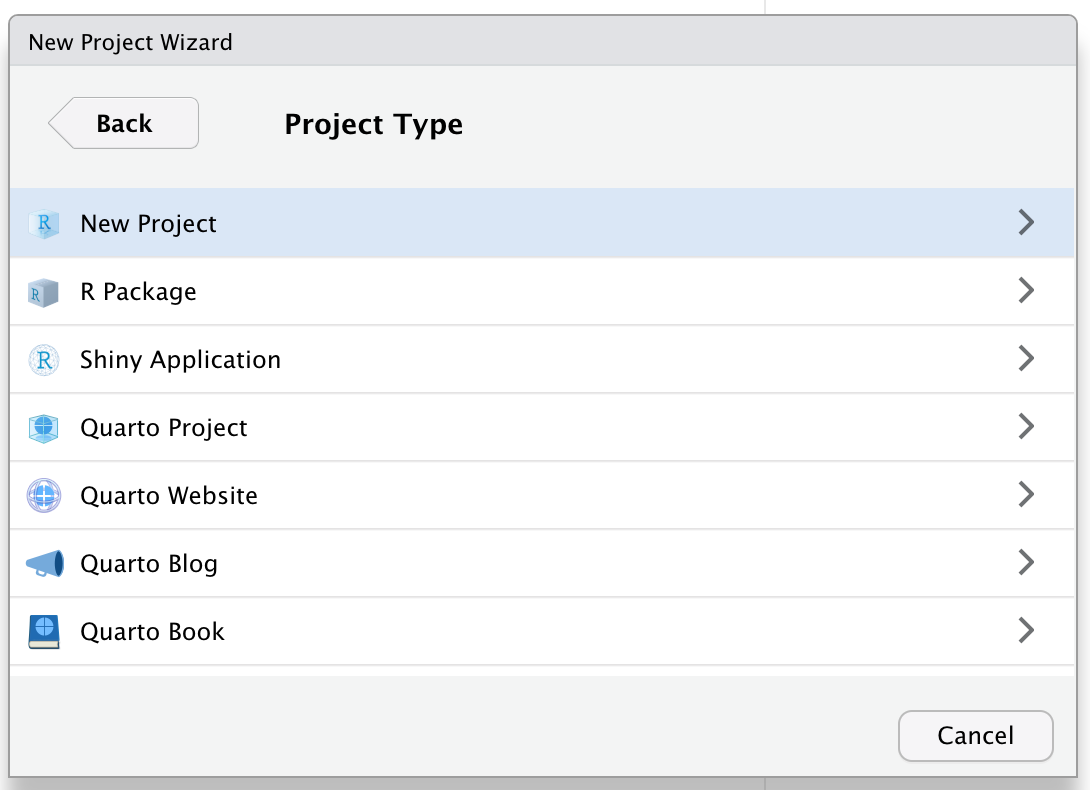 New Project Wizard
Back
Project Type
R New Project
R R Package
R Shiny Application
Quarto Project
Quarto Website
Quarto Blog
Quarto Book
Cancel